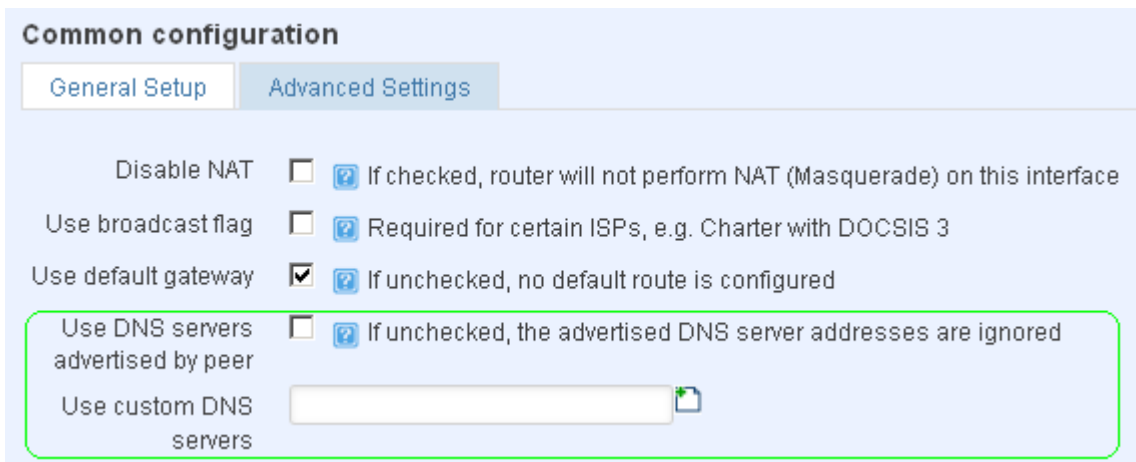 Common configuration
General Setup
Advanced Settings
Disable NAT
If checked, router will not perform NAT (Masquerade) on this interface
Use broadcast flag
Required for certain ISPs, e.g. Charter with DOCSIS 3
Use default gateway
If unchecked, no default route is configured
Use DNS servers
advertised by peer
If unchecked, the advertised DNS server addresses are ignored
Use custom DNS
servers